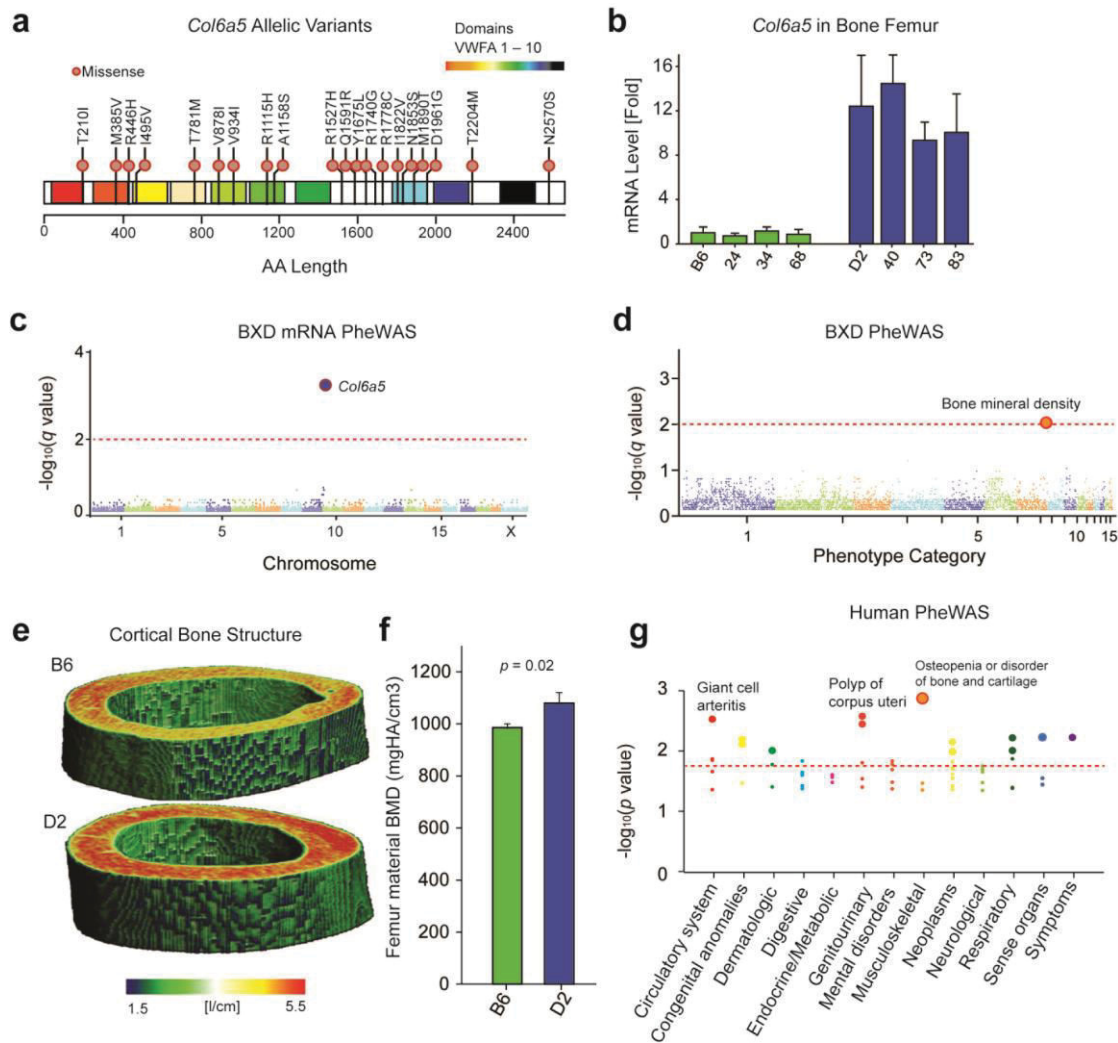 a
Col6a5 Allelic Variants
Domains
VWFA 1 – 10
Missense
T210I
M385V
R446H
I495V
T781M
V878I
V934I
R1115H
A1158S
R1527H
Q1591R
Y1675L
R1740G
R1778C
I1822V
N1853S
M1890T
D1961G
T2204M
N2570S
0
400
800
1200
1600
2000
2400
AA Length
b
Col6a5 in Bone Femur
mRNA Level [Fold]
16
12
8
4
0
B6
24
34
68
D2
40
73
83
c
BXD mRNA PheWAS
-log10(q value)
4
2
0
Col6a5
1
5
10
15
X
Chromosome
d
BXD PheWAS
-log10(q value)
3
2
1
0
Bone mineral density
1
2
3
4
5
10
15
Phenotype Category
e
Cortical Bone Structure
B6
D2
1.5
[l/cm]
5.5
f
Femur material BMD (mgHA/cm3)
1200
1000
800
600
400
200
0
p = 0.02
B6
D2
g
Human PheWAS
-log10(p value)
3
2
1
0
Giant cell
arteritis
Polyp of
corpus uteri
Osteopenia or disorder
of bone and cartilage
Circulatory system
Congenital anomalies
Dermatologic
Digestive
Endocrine/Metabolic
Genitourinary
Mental disorders
Musculoskeletal
Neoplasms
Neurological
Respiratory
Sense organs
Symptoms